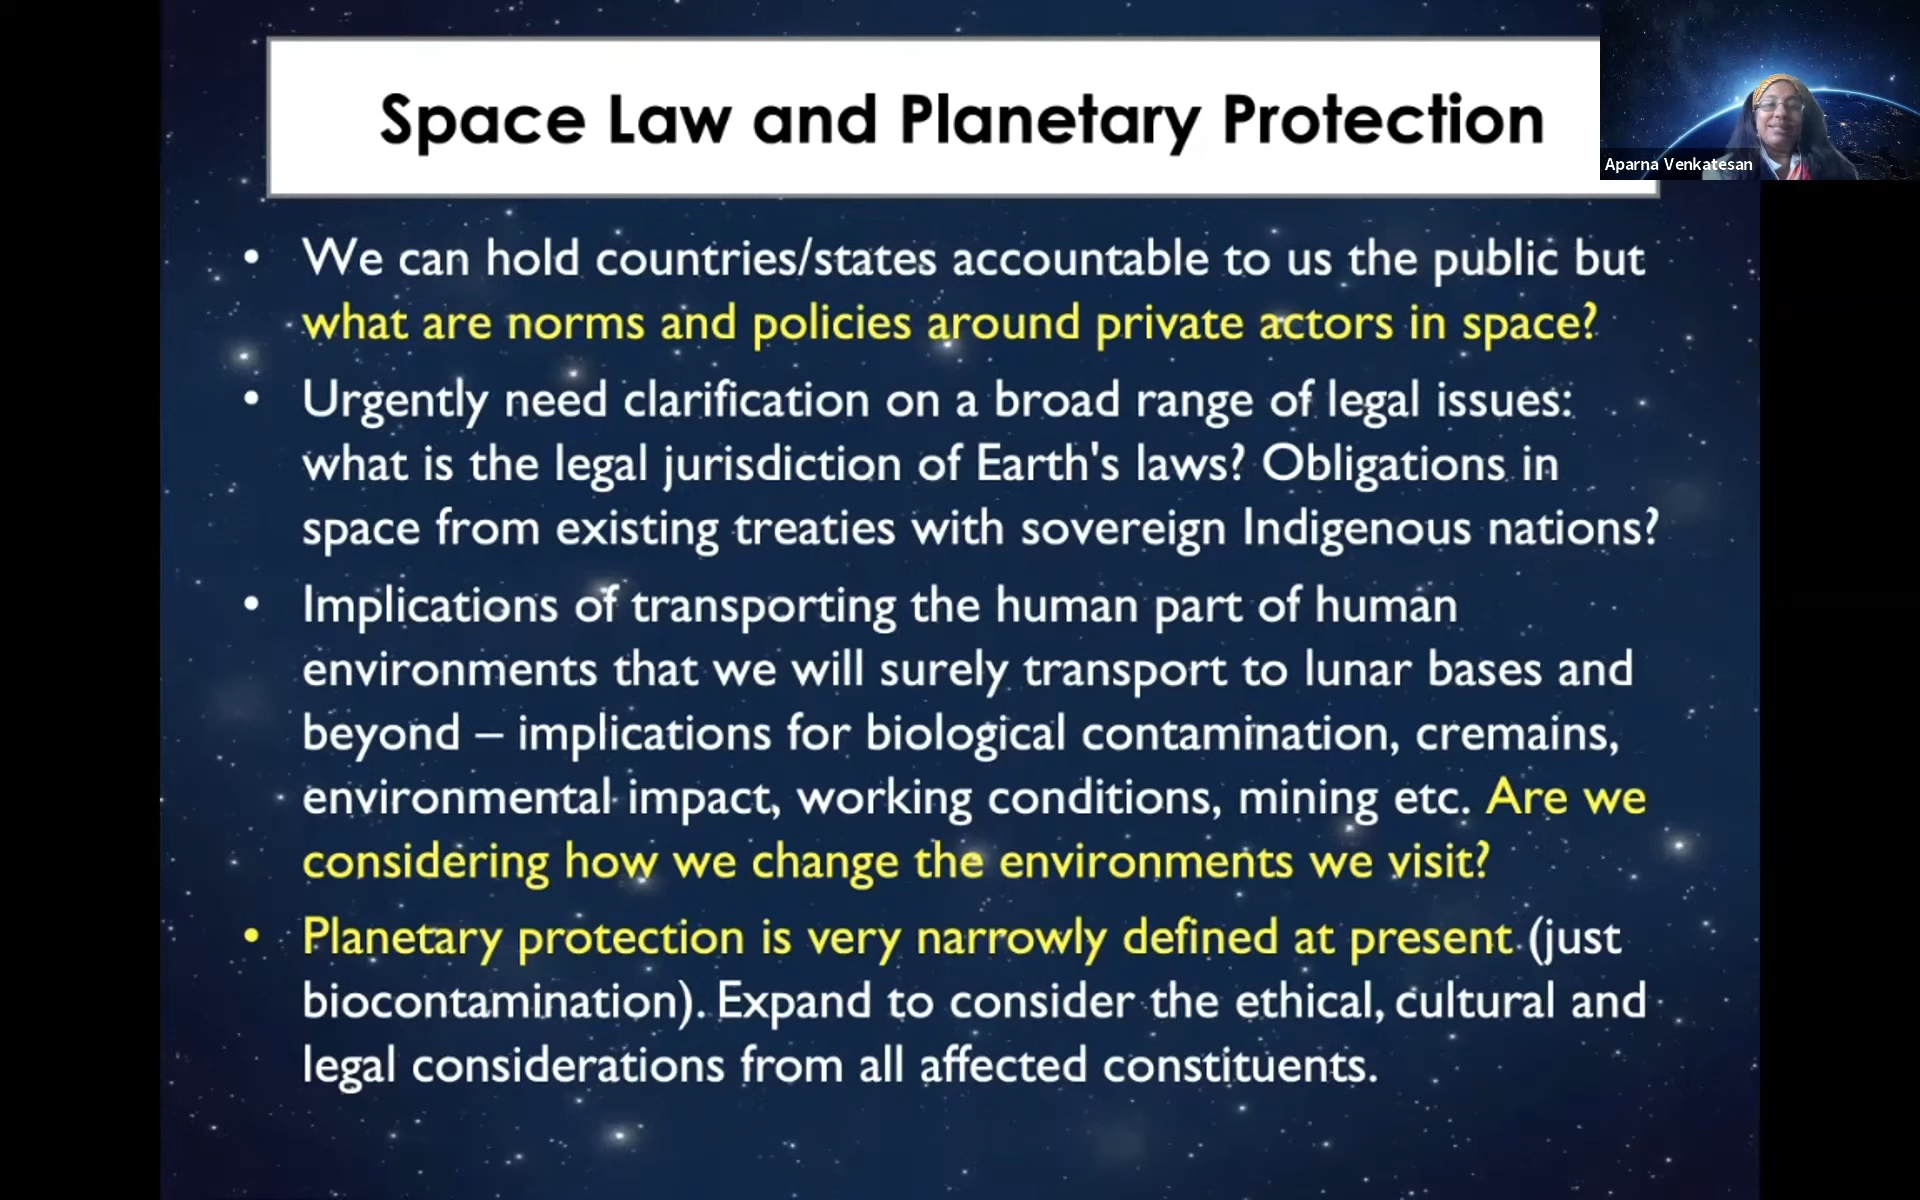 Space Law and Planetary Protection
Aparna Venkatesan
• We can hold countries/states accountable to us the public but
what are norms and policies around private actors in space?
• Urgently need clarification on a broad range of legal issues:
what is the legal jurisdiction of Earth's laws? Obligations in
space from existing treaties with sovereign Indigenous nations?
• Implications of transporting the human part of human
environments that we will surely transport to lunar bases and
beyond – implications for biological contamination, cremains,
environmental impact, working conditions, mining etc. Are we
considering how we change the environments we visit?
• Planetary protection is very narrowly defined at present (just
biocontamination). Expand to consider the ethical, cultural and
legal considerations from all affected constituents.